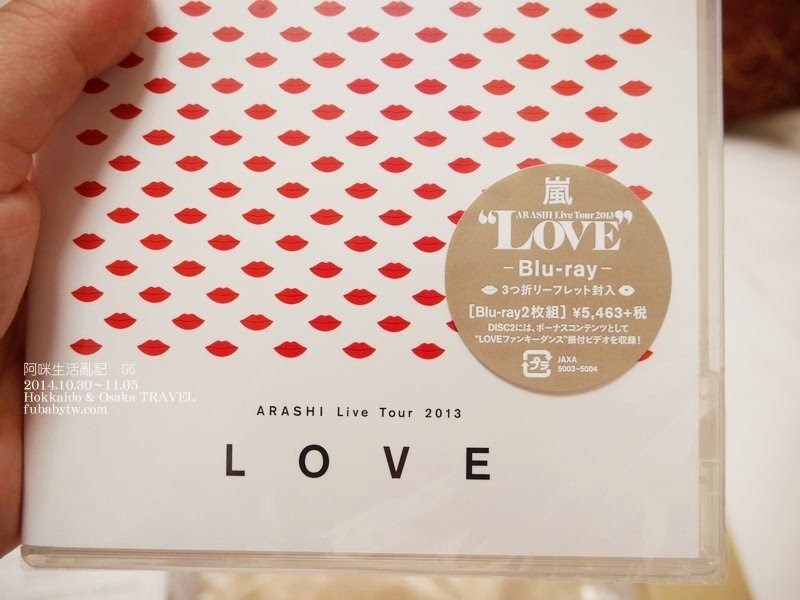 嵐
ARASHI Live Tour 2013
“LOVE”
–Blu-ray–
3つ折リーフレット封入
[Blu-ray2枚組] ¥5,463+税
DISC2には、ボーナスコンテンツとして
“LOVEファンキーダンス”振付ビデオを収録!
プラ
JAXA
5003-5004
阿咪生活亂記 G6
2014.10.30~11.05
Hokkaido & Osaka TRAVEL
fubabytw.com
ARASHI Live Tour 2013
LOVE